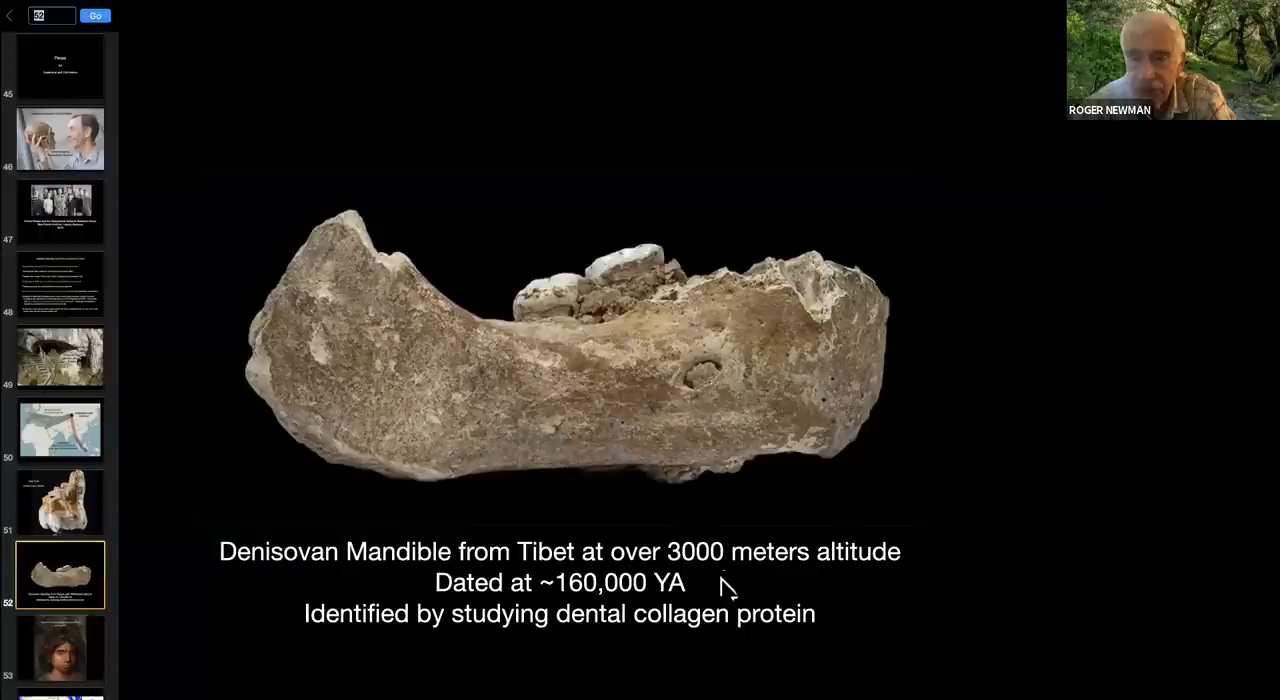 52
Go
ROGER NEWMAN
45
46
47
48
49
50
51
52
53
Denisovan Mandible from Tibet at over 3000 meters altitude
Dated at ~160,000 YA
Identified by studying dental collagen protein